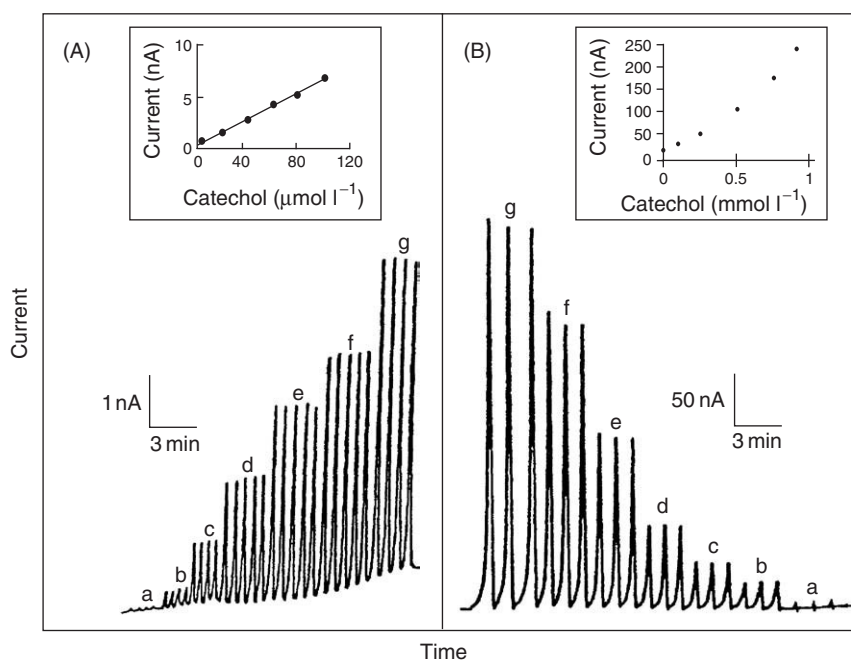 (A)
10
5
0
Current (nA)
0 40 80 120
Catechol (μmol l⁻¹)
a
b
c
d
e
f
g
1 nA
3 min
(B)
250
200
150
100
50
0
Current (nA)
0 0.5 1
Catechol (mmol l⁻¹)
g
f
e
d
c
b
a
50 nA
3 min
Current
Time